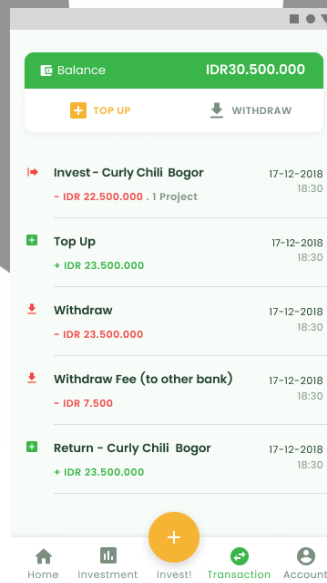 Balance IDR30.500.000
TOP UP WITHDRAW
Invest - Curly Chili Bogor 17-12-2018
- IDR 22.500.000 . 1 Project 18:30
Top Up 17-12-2018
+ IDR 23.500.000 18:30
Withdraw 17-12-2018
- IDR 23.500.000 18:30
Withdraw Fee (to other bank) 17-12-2018
- IDR 7.500 18:30
Return - Curly Chili Bogor 17-12-2018
+ IDR 23.500.000 18:30
Home Investment Invest! Transaction Account